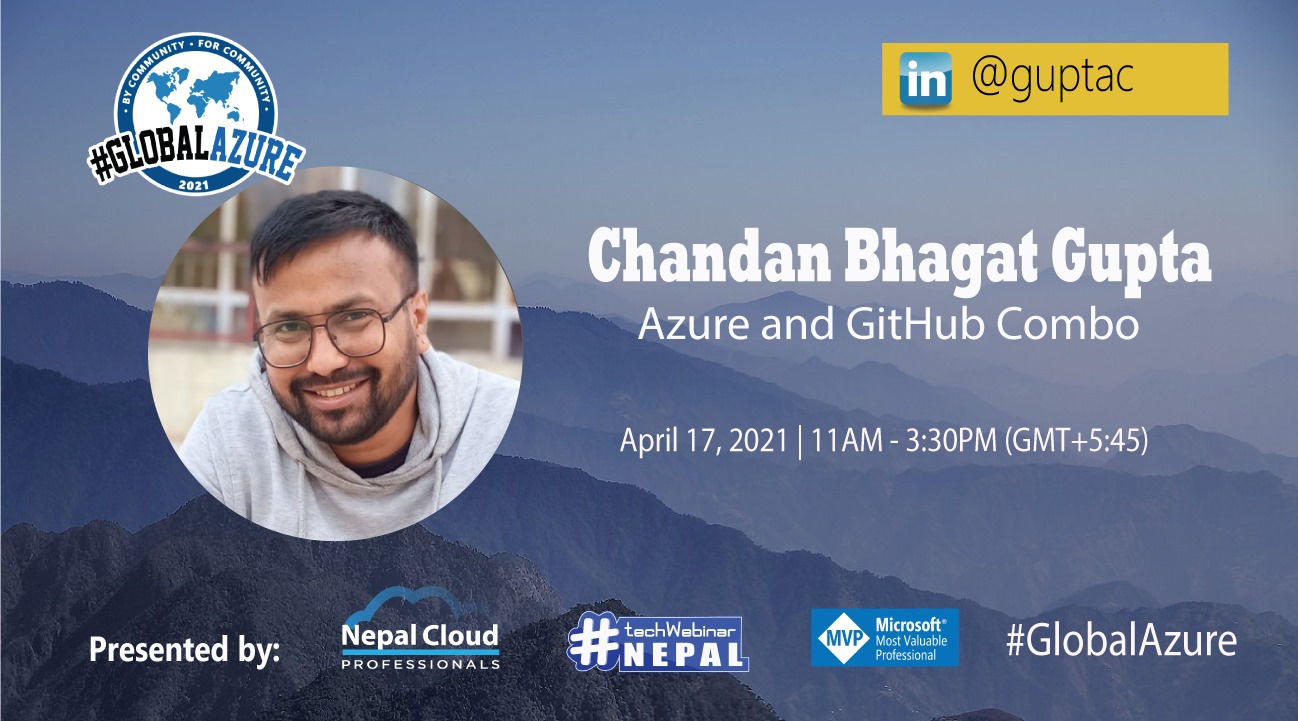 BY COMMUNITY • FOR COMMUNITY
#GLOBALAZURE
2021
in @guptac
Chandan Bhagat Gupta
Azure and GitHub Combo
April 17, 2021 | 11AM - 3:30PM (GMT+5:45)
Presented by:
Nepal Cloud
PROFESSIONALS
#techWebinar
NEPAL
MVP
Microsoft®
Most Valuable
Professional
#GlobalAzure